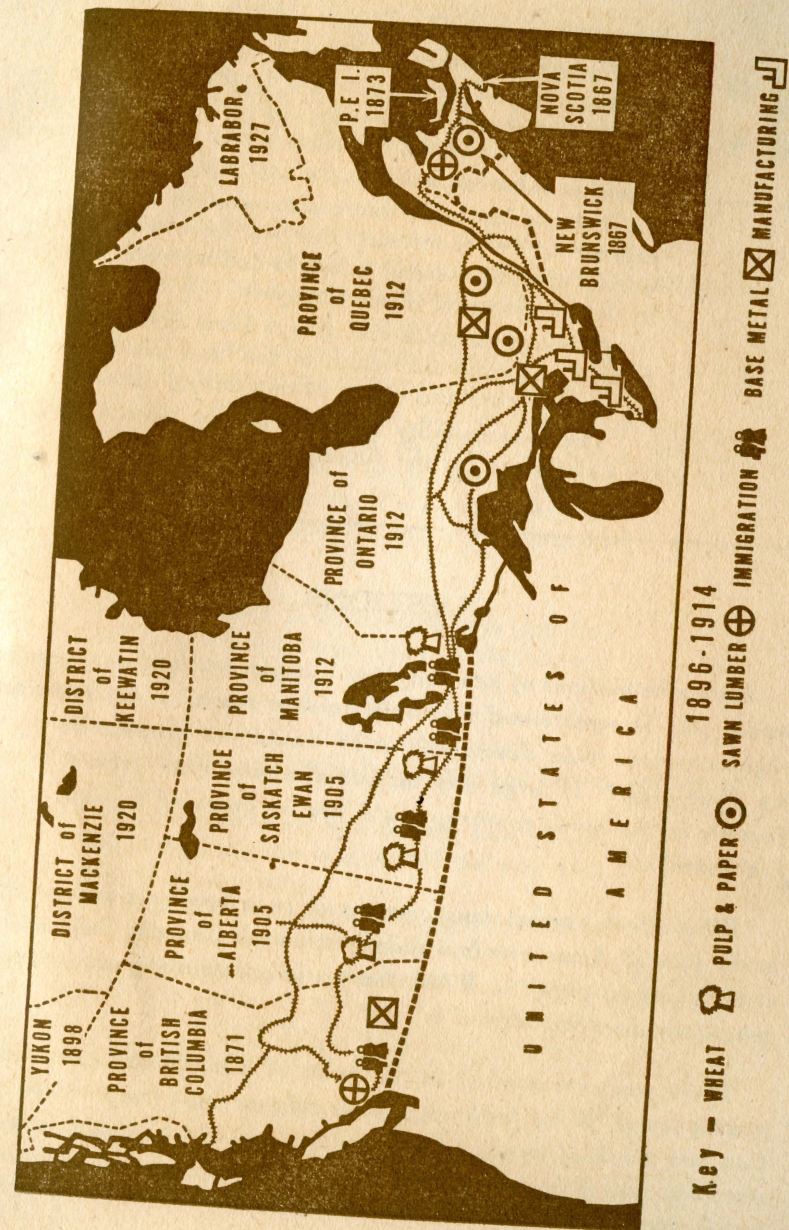 YUKON
1898
DISTRICT of
MACKENZIE
1920
DISTRICT
of
KEEWATIN
1920
PROVINCE
of
BRITISH
COLUMBIA
1871
PROVINCE
of
ALBERTA
1905
PROVINCE
of
SASKATCH
EWAN
1905
PROVINCE
of
MANITOBA
1912
PROVINCE of
ONTARIO
1912
PROVINCE
of
QUEBEC
1912
LABRABOR
1927
P.E I.
1873
NOVA
SCOTIA
1867
NEW
BRUNSWICK
1867
UNITED STATES OF
AMERICA
1896-1914
Key - WHEAT PULP & PAPER SAWN LUMBER IMMIGRATION BASE METAL MANUFACTURING